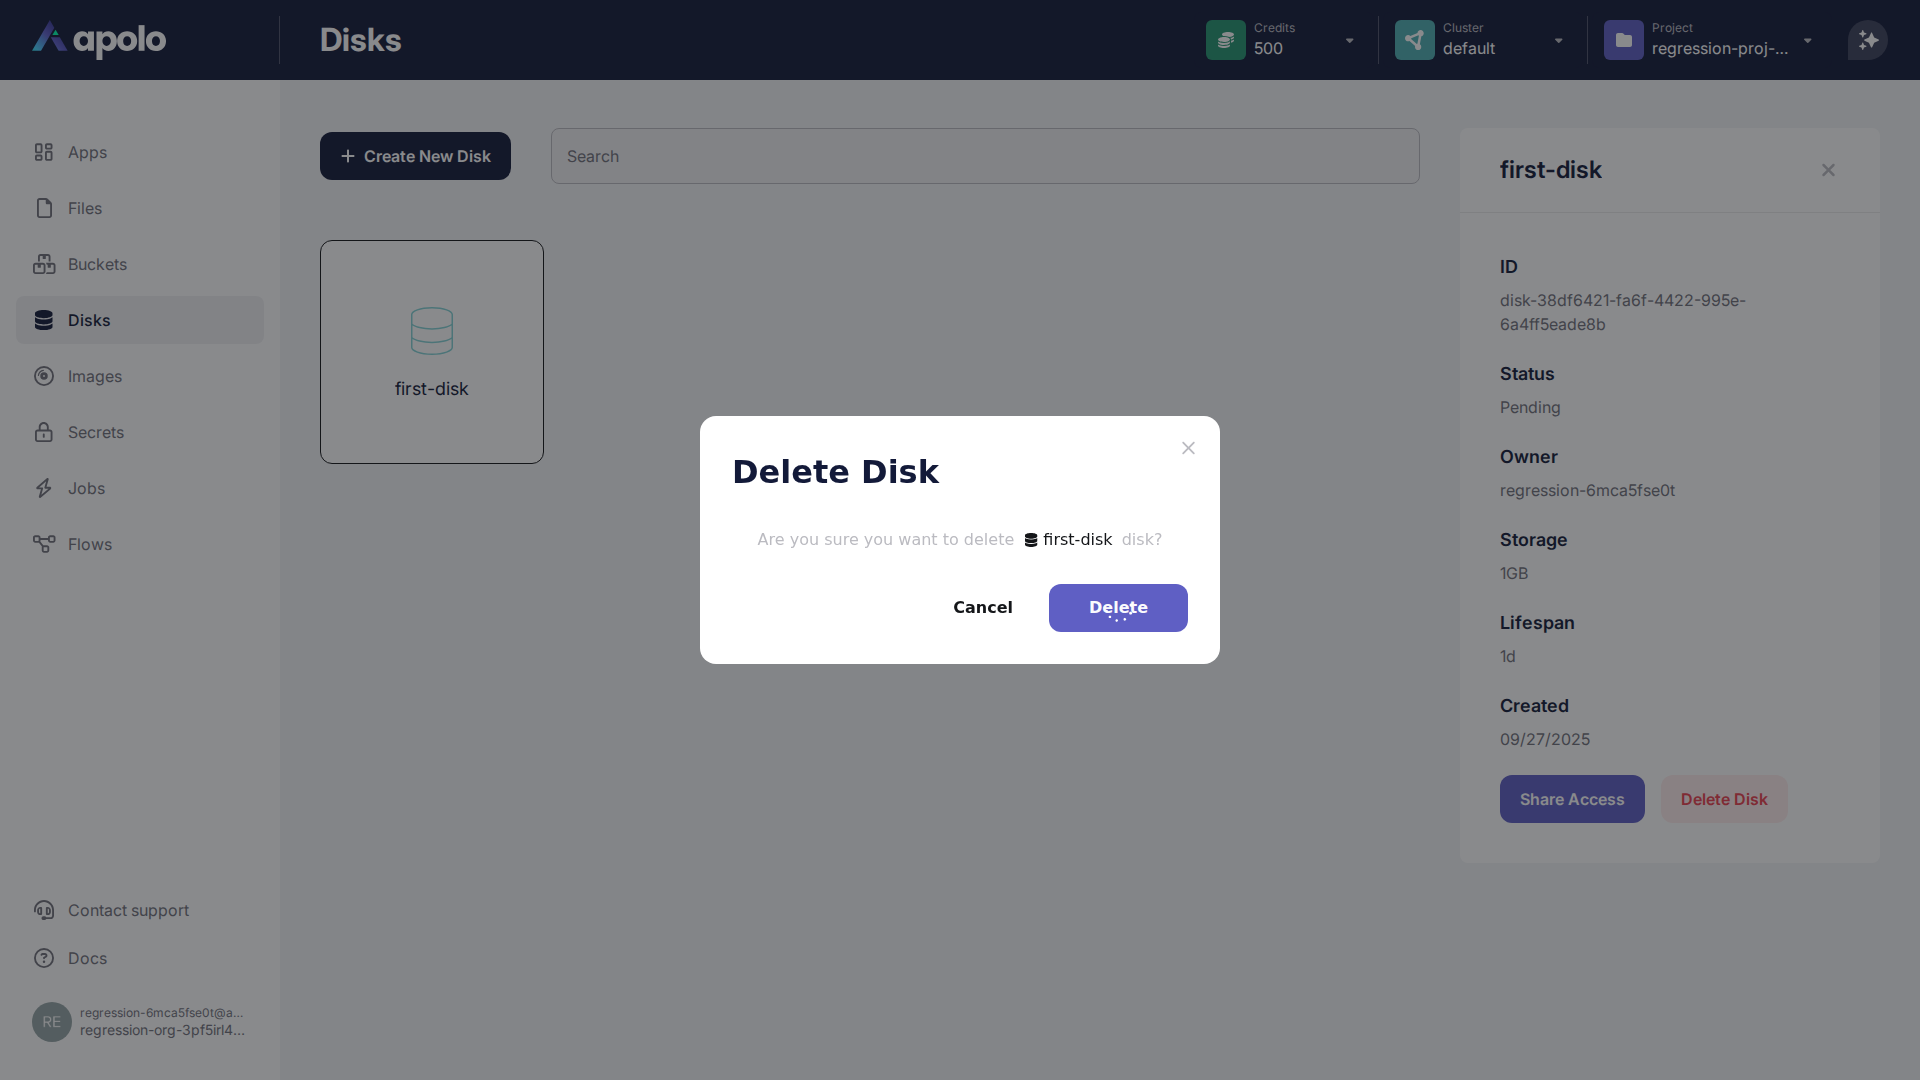 apolo
Disks
Credits
500
Cluster
default
Project
regression-proj-...
Apps
Files
Buckets
Disks
Images
Secrets
Jobs
Flows
Contact support
Docs
RE
regression-6mca5fse0t@a...
regression-org-3pf5irl4...
Create New Disk
Search
first-disk
first-disk
ID
disk-38df6421-fa6f-4422-995e-
6a4ff5eade8b
Status
Pending
Owner
regression-6mca5fse0t
Storage
1GB
Lifespan
1d
Created
09/27/2025
Share Access
Delete Disk
Delete Disk
Are you sure you want to delete first-disk disk?
Cancel
Delete